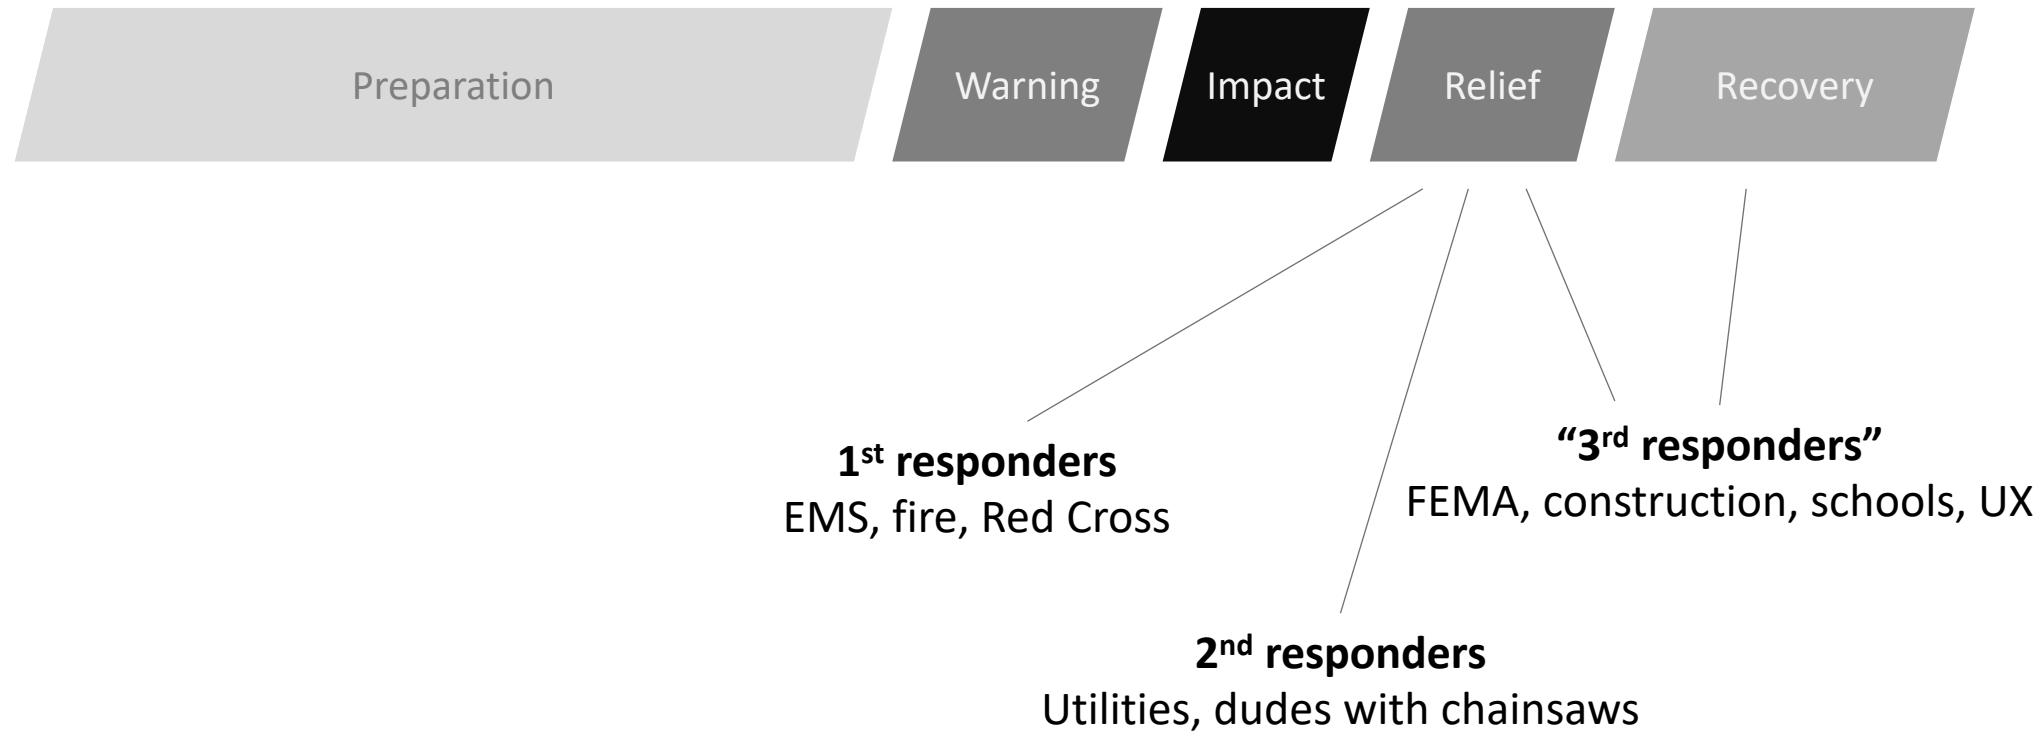 Preparation
Warning
Impact
Relief
Recovery
1st responders
EMS, fire, Red Cross
“3rd responders”
FEMA, construction, schools, UX
2nd responders
Utilities, dudes with chainsaws